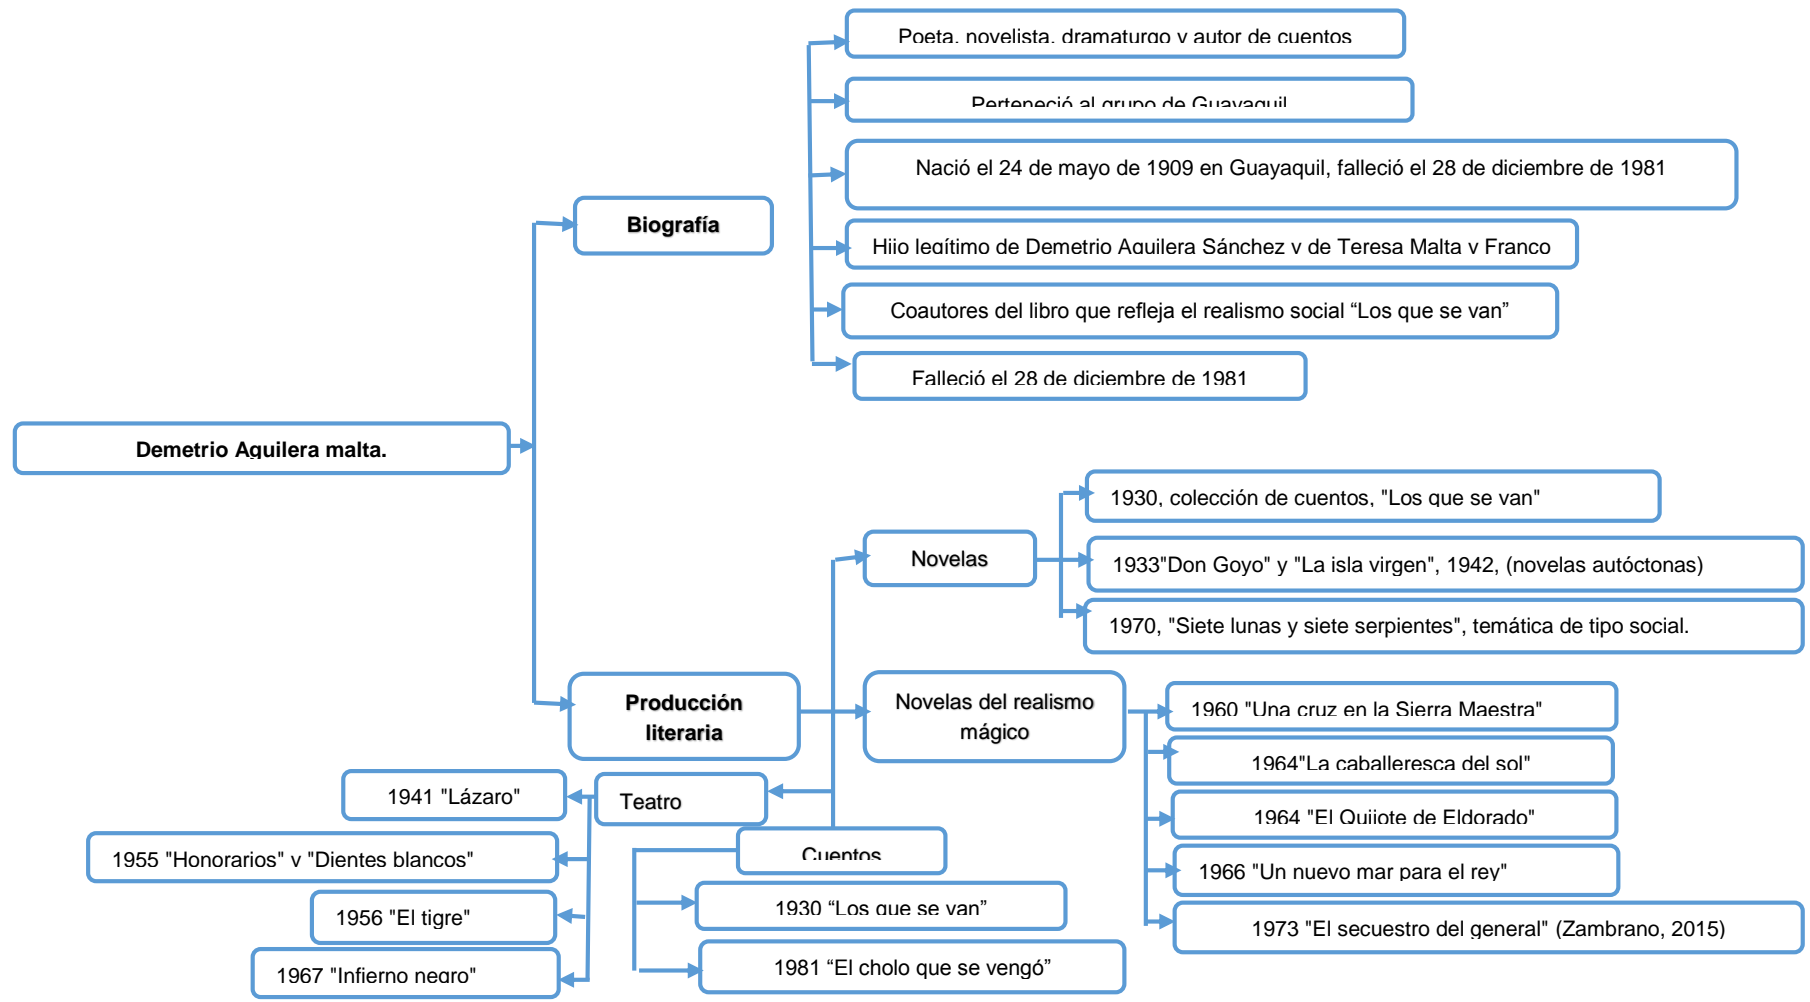 Poeta, novelista, dramaturgo y autor de cuentos
Perteneció al grupo de Guayaquil
Nació el 24 de mayo de 1909 en Guayaquil, falleció el 28 de diciembre de 1981
Biografía
Hijo legítimo de Demetrio Aguilera Sánchez y de Teresa Malta y Franco
Coautores del libro que refleja el realismo social “Los que se van”
Falleció el 28 de diciembre de 1981
Demetrio Aguilera malta.
1930, colección de cuentos, "Los que se van"
Novelas
1933"Don Goyo" y "La isla virgen", 1942, (novelas autóctonas)
1970, "Siete lunas y siete serpientes", temática de tipo social.
Producción
literaria
Novelas del realismo
mágico
1960 "Una cruz en la Sierra Maestra"
1964"La caballeresca del sol"
1964 "El Quijote de Eldorado"
1966 "Un nuevo mar para el rey"
1973 "El secuestro del general" (Zambrano, 2015)
Teatro
1941 "Lázaro"
1955 "Honorarios" y "Dientes blancos"
1956 "El tigre"
1967 "Infierno negro"
Cuentos
1930 “Los que se van”
1981 “El cholo que se vengó”